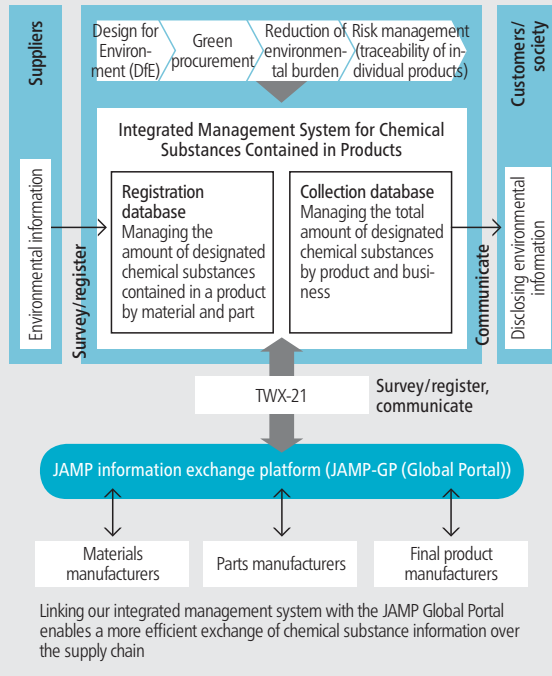 Suppliers
Environmental information
Survey/register
Design for
Environ-
ment (DfE)
Green
procurement
Reduction of
environmen-
tal burden
Risk management
(traceability of in-
dividual products)
Integrated Management System for Chemical
Substances Contained in Products
Registration
database
Managing the
amount of designated
chemical substances
contained in a product
by material and part
Collection database
Managing the total
amount of designated
chemical substances
by product and busi-
ness
Communicate
Customers/
society
Disclosing environmental
information
TWX-21
Survey/register,
communicate
JAMP information exchange platform (JAMP-GP (Global Portal))
Materials
manufacturers
Parts manufacturers
Final product
manufacturers
Linking our integrated management system with the JAMP Global Portal
enables a more efficient exchange of chemical substance information over
the supply chain